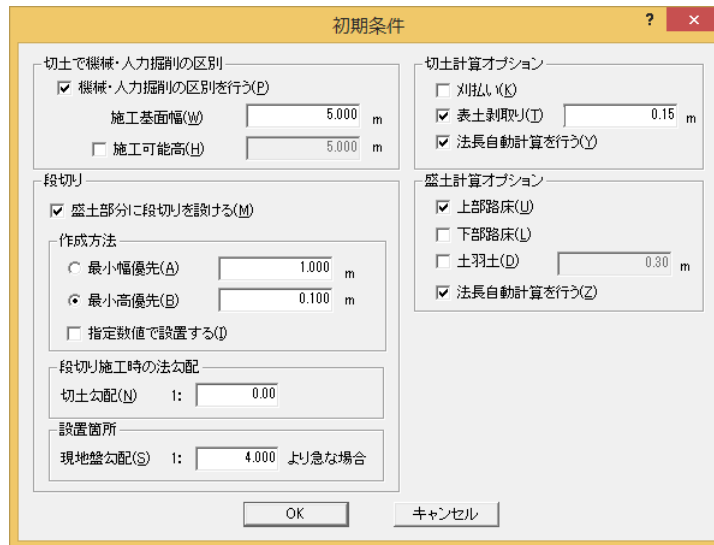 初期条件
? ×
切土で機械・人力掘削の区別
機械・人力掘削の区別を行う(P)
施工基面幅(W) 5.000 m
施工可能高(H) 5.000 m
段切り
盛土部分に段切りを設ける(M)
作成方法
最小幅優先(A) 1.000 m
最小高優先(B) 0.100 m
指定数値で設置する(I)
段切り施工時の法勾配
切土勾配(N) 1: 0.00
設置箇所
現地盤勾配(S) 1: 4.000 より急な場合
切土計算オプション
刈払い(K)
表土剥取り(T) 0.15 m
法長自動計算を行う(Y)
盛土計算オプション
上部路床(U)
下部路床(L)
土羽土(D) 0.30 m
法長自動計算を行う(Z)
OK キャンセル